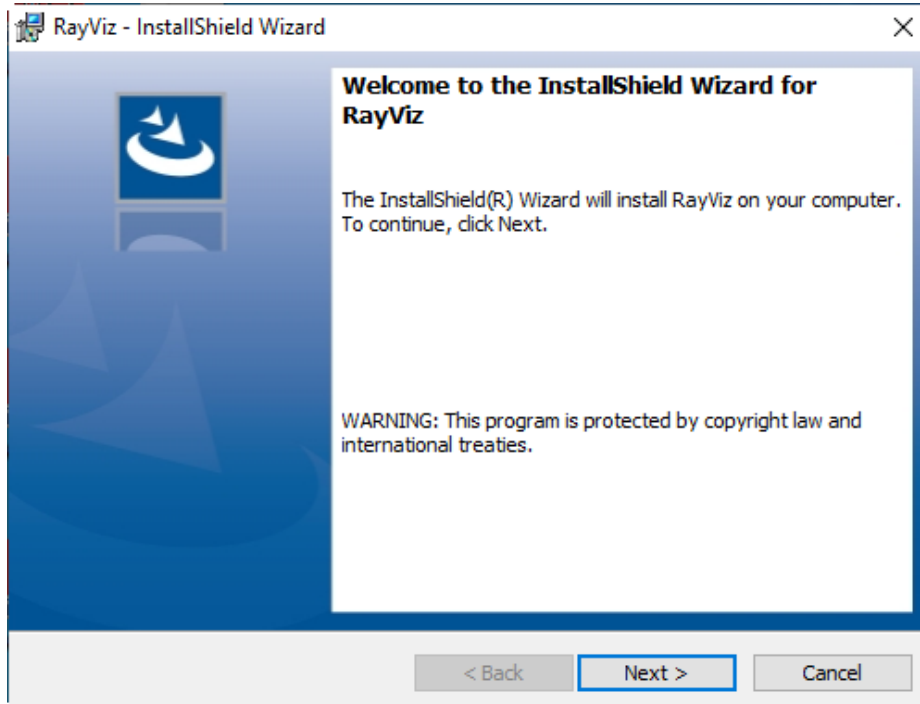 RayViz - InstallShield Wizard
Welcome to the InstallShield Wizard for
RayViz
The InstallShield(R) Wizard will install RayViz on your computer.
To continue, click Next.
WARNING: This program is protected by copyright law and
international treaties.
< Back
Next >
Cancel